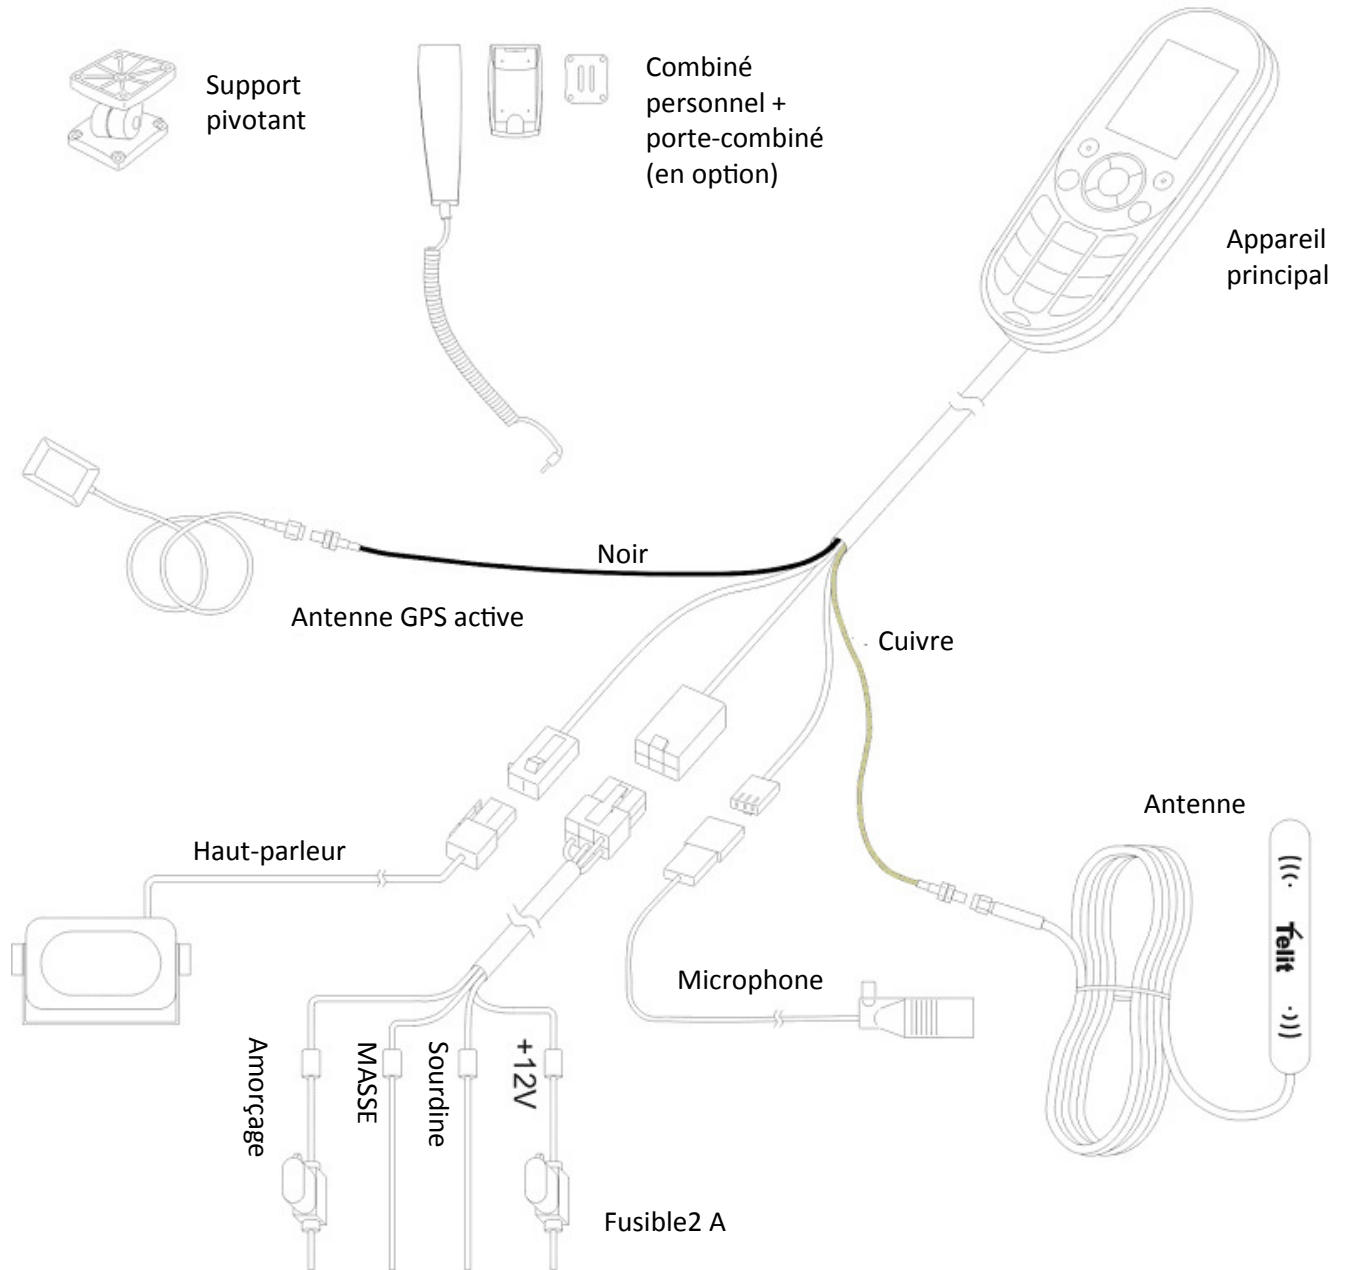 Support
pivotant
Combiné
personnel +
porte-combiné
(en option)
Appareil
principal
Noir
Antenne GPS active
Cuivre
Antenne
Haut-parleur
Telit
Microphone
Amorçage
MASSE
Sourdine
+12V
Fusible2 A